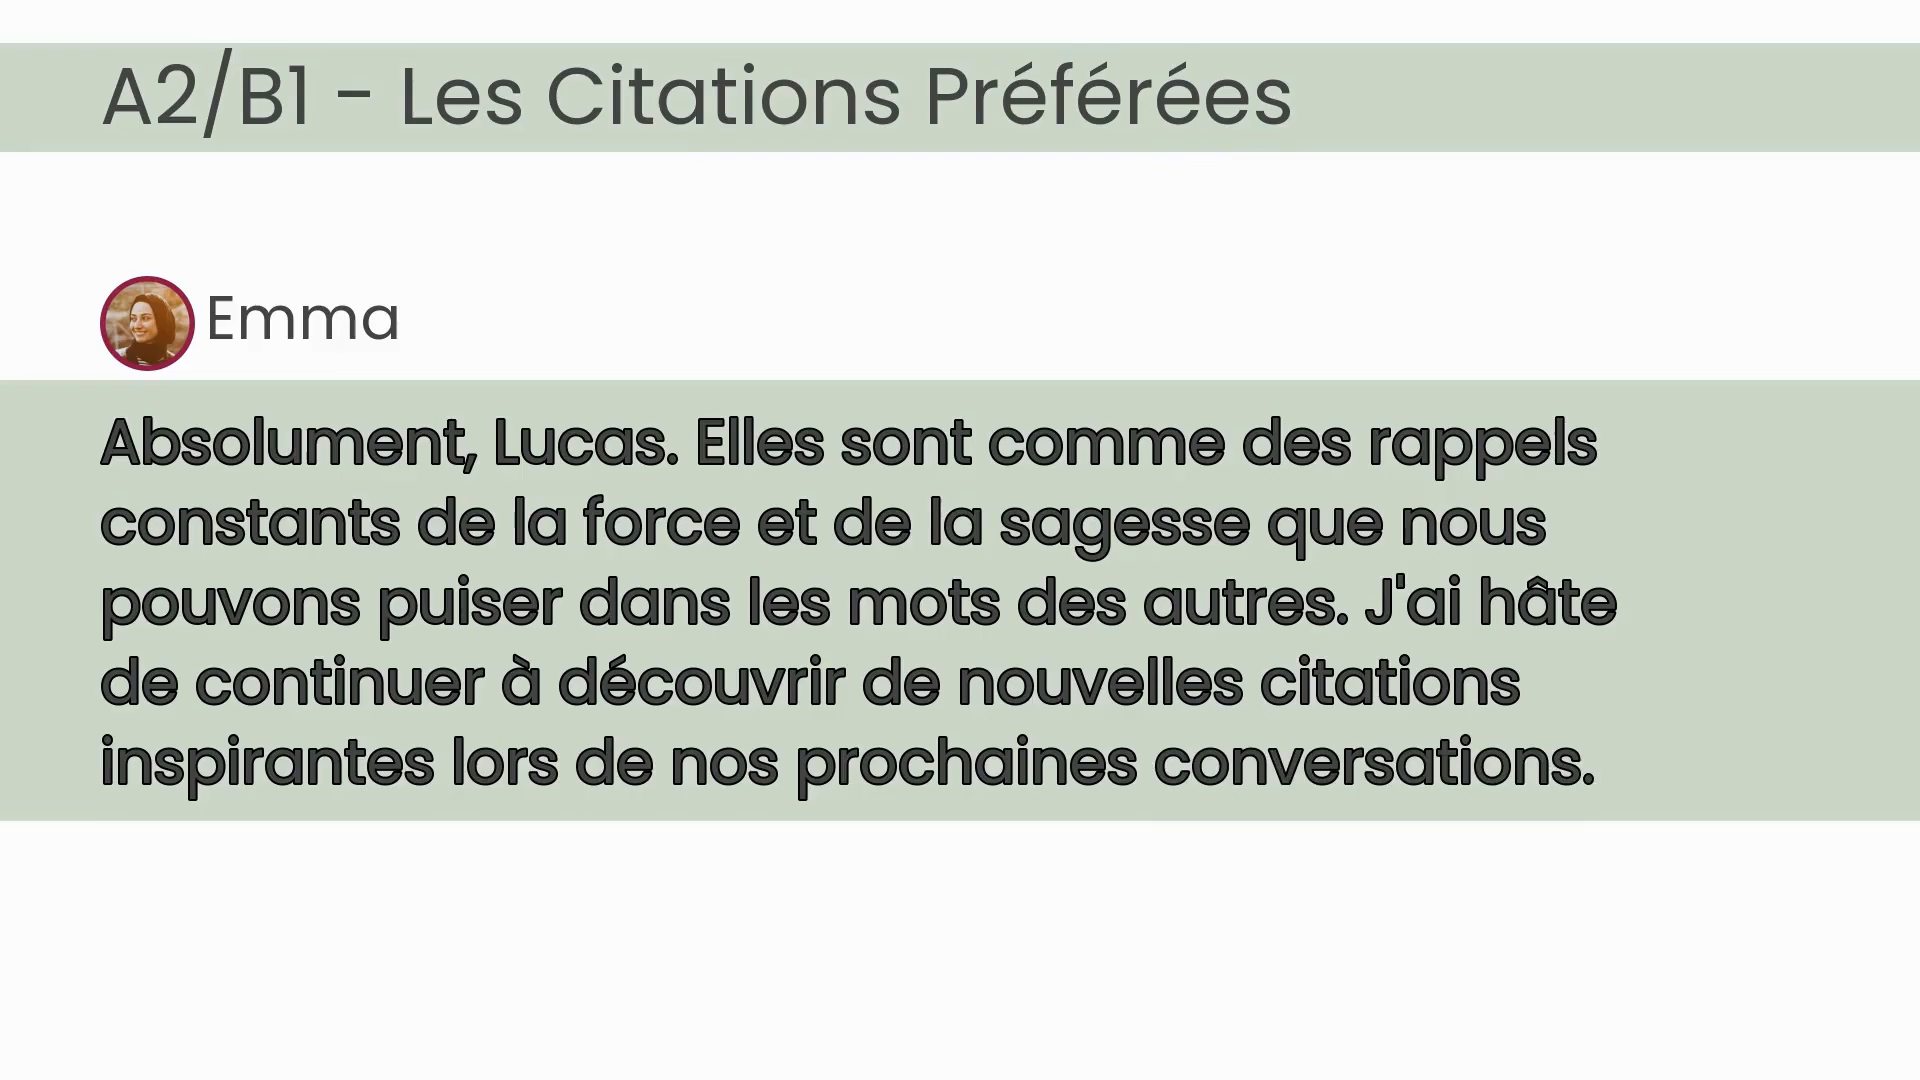 A2/B1 - Les Citations Préférées
Emma
Absolument, Lucas. Elles sont comme des rappels
constants de la force et de la sagesse que nous
pouvons puiser dans les mots des autres. J'ai hâte
de continuer à découvrir de nouvelles citations
inspirantes lors de nos prochaines conversations.